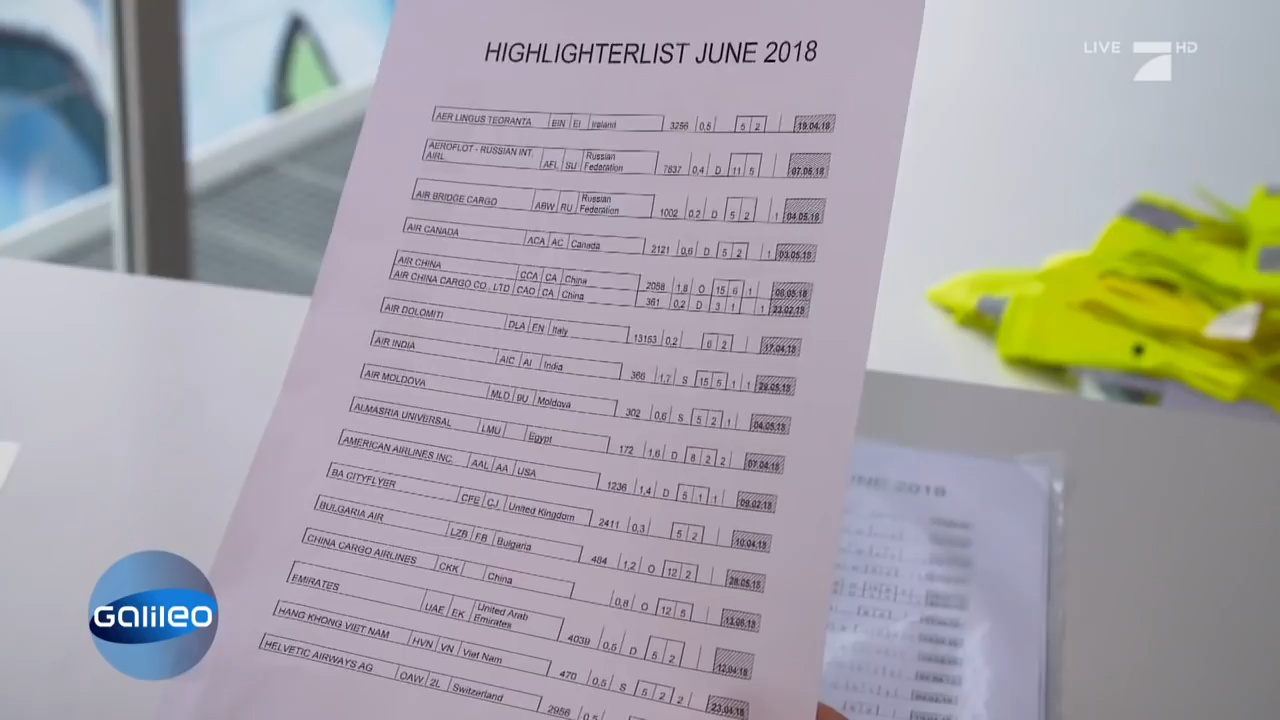 LIVE 7 HD
HIGHLIGHTERLIST JUNE 2018
AER LINGUS TEORANTA EIN EI Ireland 3256 0,5 5 2 19.04.18
AEROFLOT - RUSSIAN INT. AIRL. AFL SU Russian Federation 7637 0,4 D 11 5 07.06.18
AIR BRIDGE CARGO ABW RU Russian Federation 1002 0,2 D 5 2 1 04.05.18
AIR CANADA ACA AC Canada 2121 0,6 D 5 2 1 03.05.18
AIR CHINA CCA CA China 2058 1,8 O 15 6 1 08.05.18
AIR CHINA CARGO CO., LTD CAO CA China 361 0,2 D 3 1 1 23.02.18
AIR DOLOMITI DLA EN Italy 13153 0,2 6 2 17.04.18
AIR INDIA AIC AI India 366 1,7 S 15 5 1 1 29.05.18
AIR MOLDOVA MLD 9U Moldova 302 0,6 S 5 2 1 04.05.18
ALMASRIA UNIVERSAL LMU Egypt 172 1,6 D 8 2 2 07.04.18
AMERICAN AIRLINES INC. AAL AA USA 1236 1,4 D 5 1 1 09.02.18
BA CITYFLYER CFE CJ United Kingdom 2411 0,3 5 2 10.04.18
BULGARIA AIR LZB FB Bulgaria 484 1,2 O 12 2 28.05.18
CHINA CARGO AIRLINES CKK China 0,8 O 12 5 13.06.18
EMIRATES UAE EK United Arab Emirates 4039 0,5 D 5 2 12.04.18
HANG KHONG VIET NAM HVN VN Viet Nam 470 0,5 S 5 2 2 23.04.18
HELVETIC AIRWAYS AG OAW 2L Switzerland 2956 0,5
NE 2018
Galileo